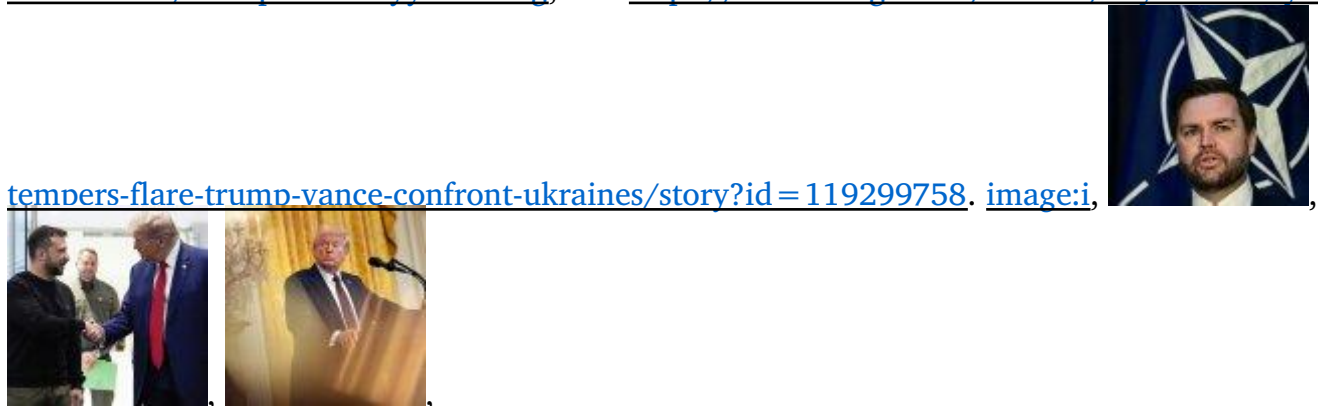 tempers-flare-trump-vance-confront-ukraines/story?id=119299758. image:i, ,
, ,